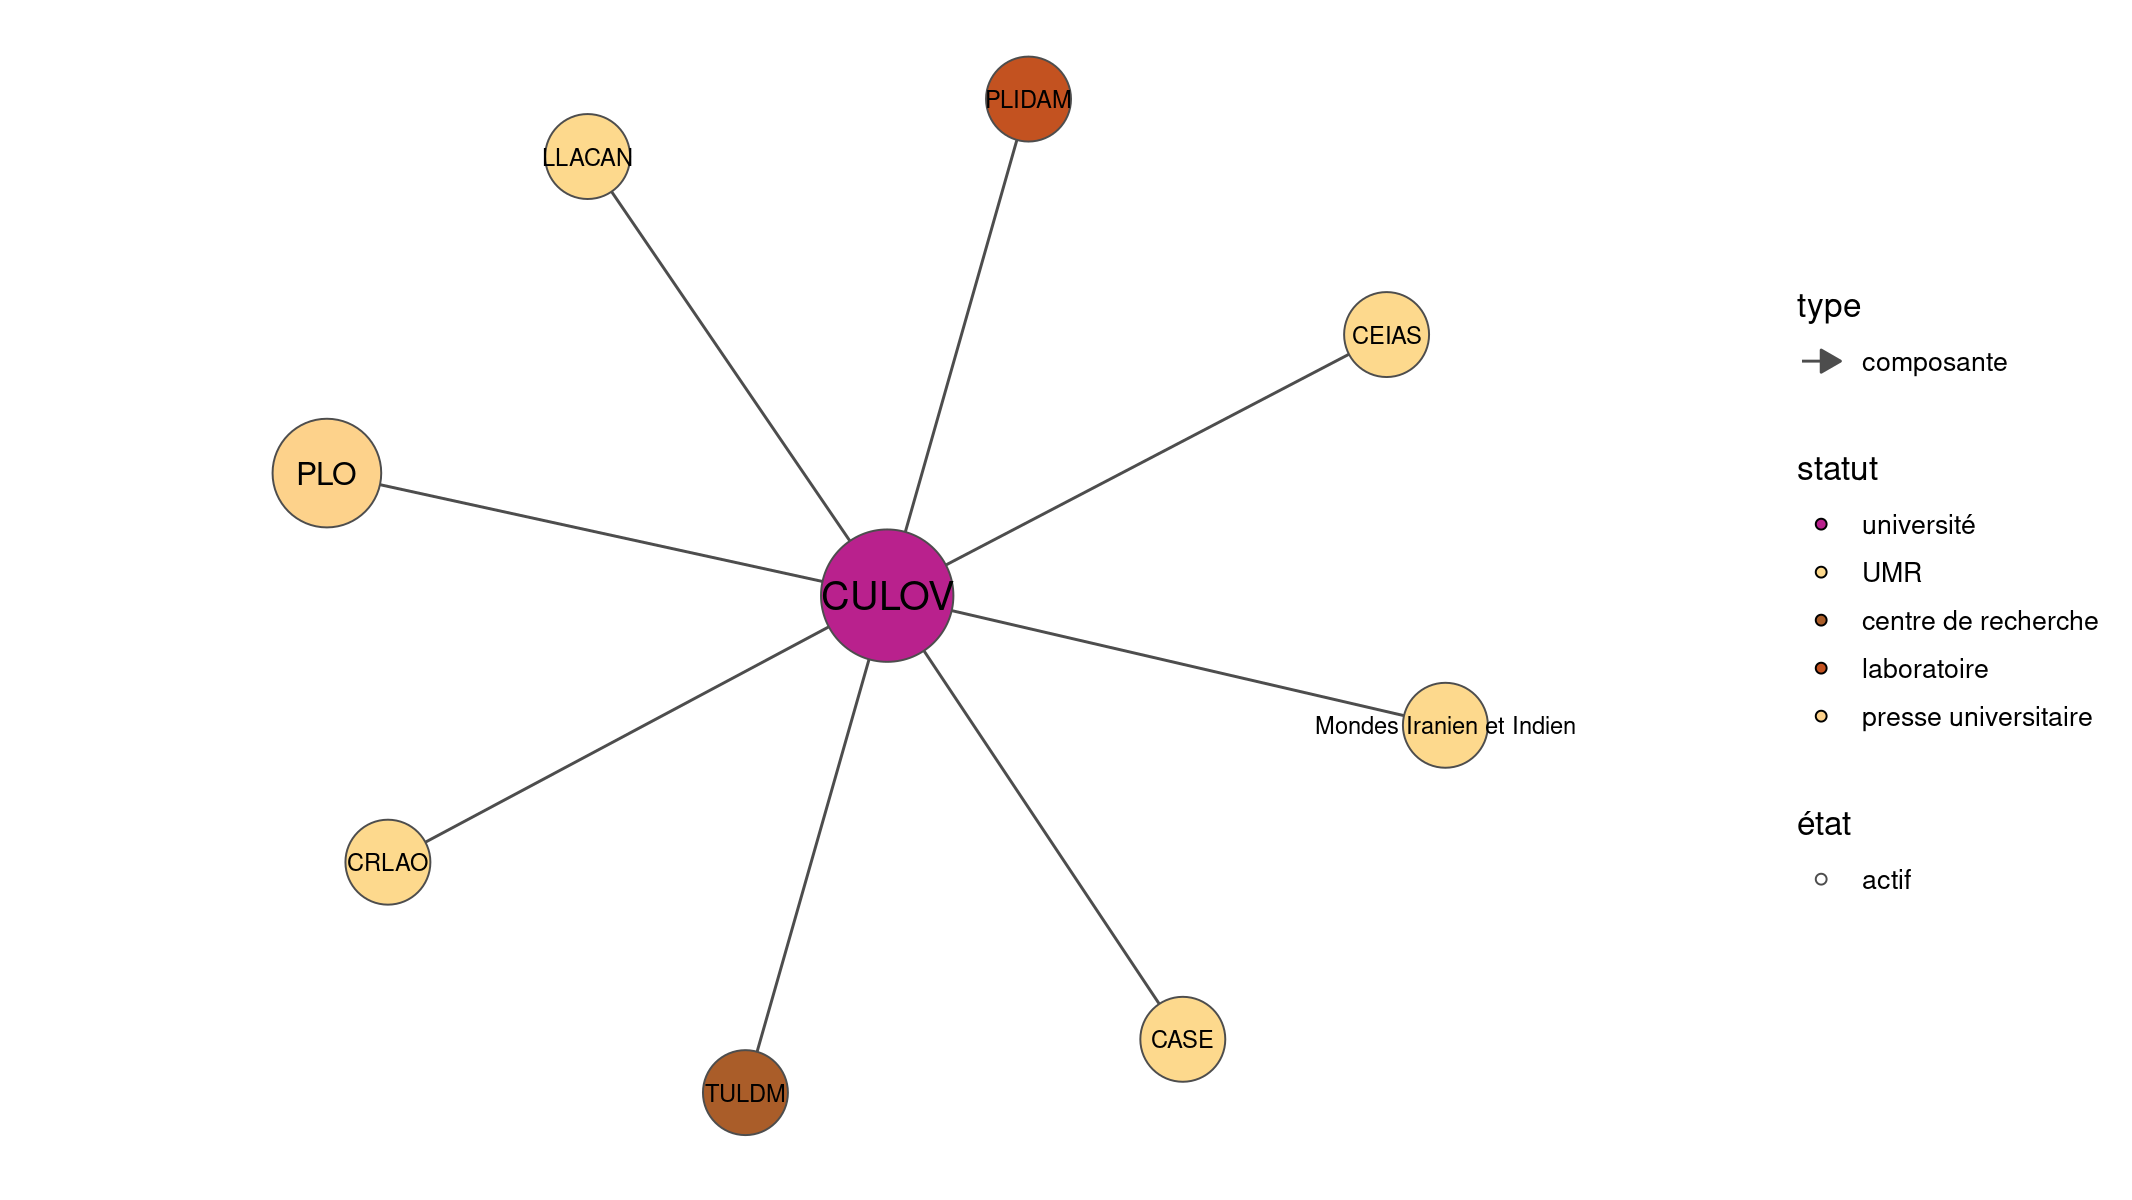 PLIDAM
LLACAN
CEIAS
PLO
CULOV
Mondes Iranien et Indien
CRLAO
CASE
TULDM
type
composante
statut
université
UMR
centre de recherche
laboratoire
presse universitaire
état
actif